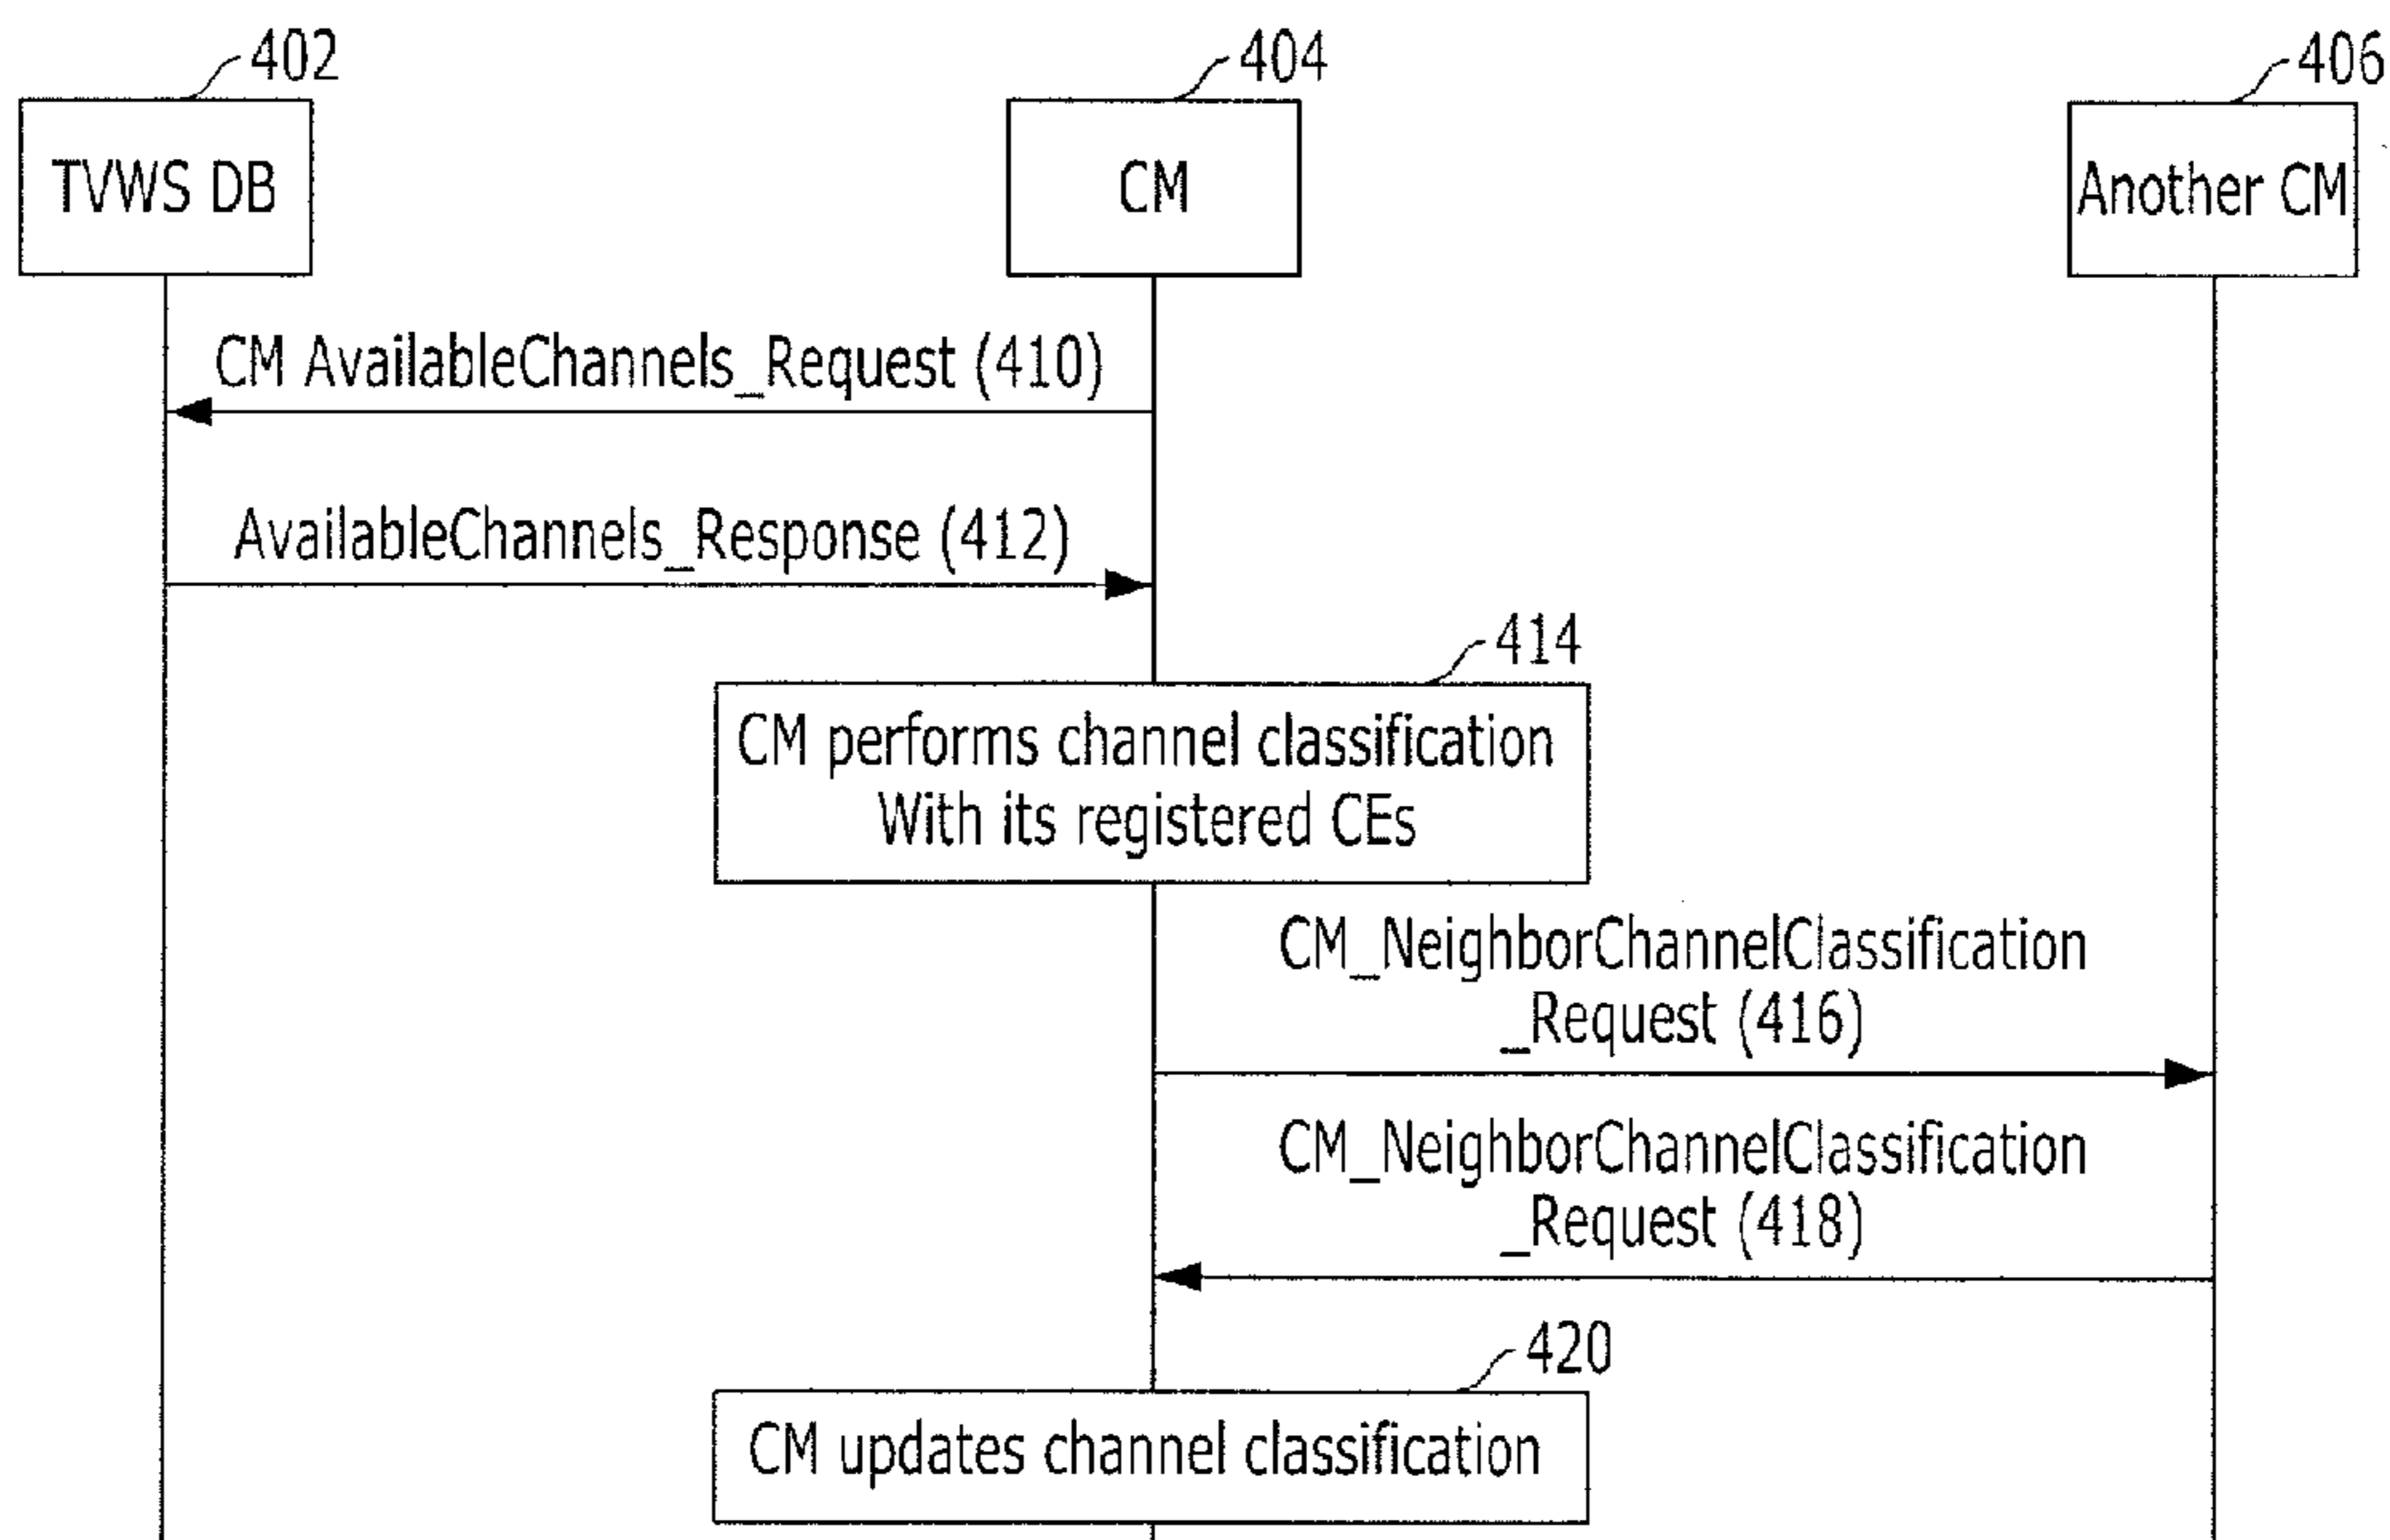 402
404
406
TVWS DB
CM
Another CM
CM AvailableChannels_Request (410)
AvailableChannels_Response (412)
414
CM performs channel classification
With its registered CEs
CM_NeighborChannelClassification
_Request (416)
CM_NeighborChannelClassification
_Request (418)
420
CM updates channel classification